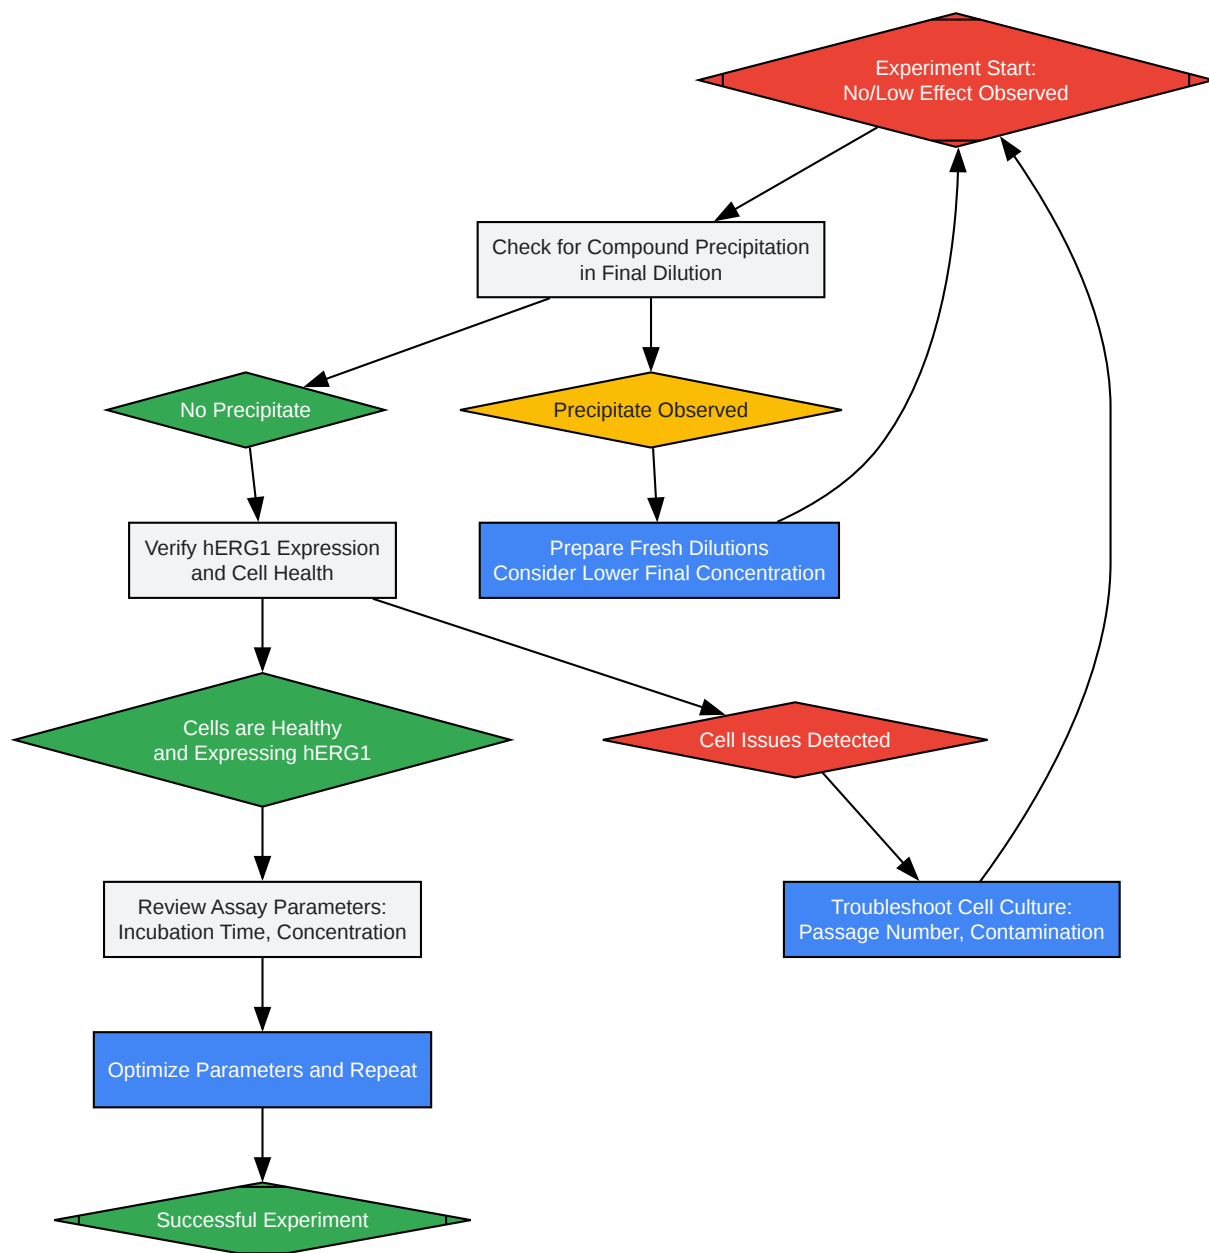 Experiment Start:
No/Low Effect Observed
Check for Compound Precipitation
in Final Dilution
No Precipitate
Precipitate Observed
Verify hERG1 Expression
and Cell Health
Prepare Fresh Dilutions
Consider Lower Final Concentration
Cells are Healthy
and Expressing hERG1
Cell Issues Detected
Review Assay Parameters:
Incubation Time, Concentration
Troubleshoot Cell Culture:
Passage Number, Contamination
Optimize Parameters and Repeat
Successful Experiment